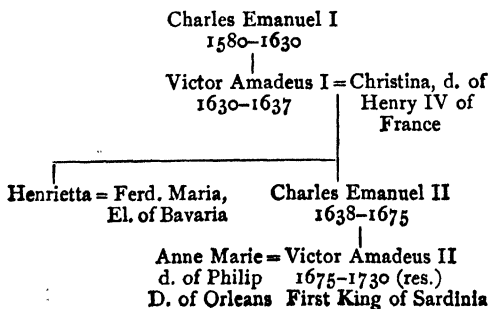 Charles Emanuel I
1580–1630
Victor Amadeus I = Christina, d. of
1630–1637 Henry IV of
France
Henrietta = Ferd. Maria, Charles Emanuel II
El. of Bavaria 1638–1675
Anne Marie = Victor Amadeus II
d. of Philip 1675–1730 (res.)
D. of Orleans First King of Sardinia